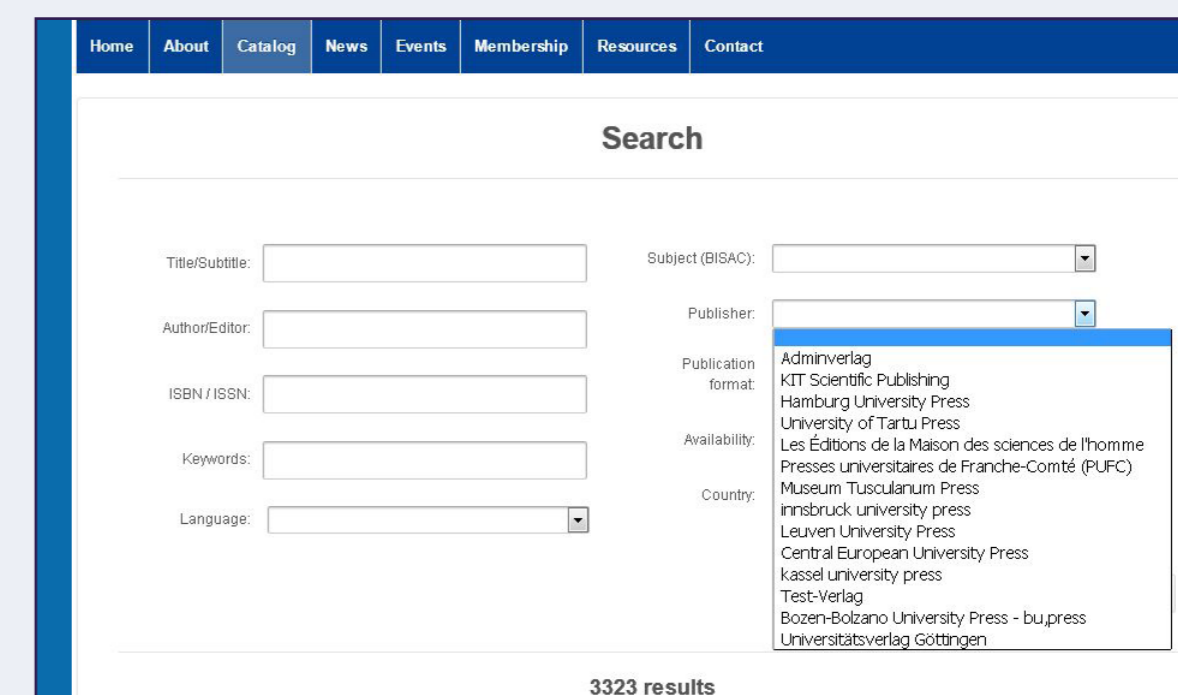 Home About Catalog News Events Membership Resources Contact
Search
Title/Subtitle:
Author/Editor:
ISBN / ISSN:
Keywords:
Language:
Subject (BISAC):
Publisher:
Publication
format:
Availability:
Country:
Adminverlag
KIT Scientific Publishing
Hamburg University Press
University of Tartu Press
Les Éditions de la Maison des sciences de l'homme
Presses universitaires de Franche-Comté (PUFC)
Museum Tusculanum Press
innsbruck university press
Leuven University Press
Central European University Press
kassel university press
Test-Verlag
Bozen-Bolzano University Press - bu,press
Universitätsverlag Göttingen
3323 results